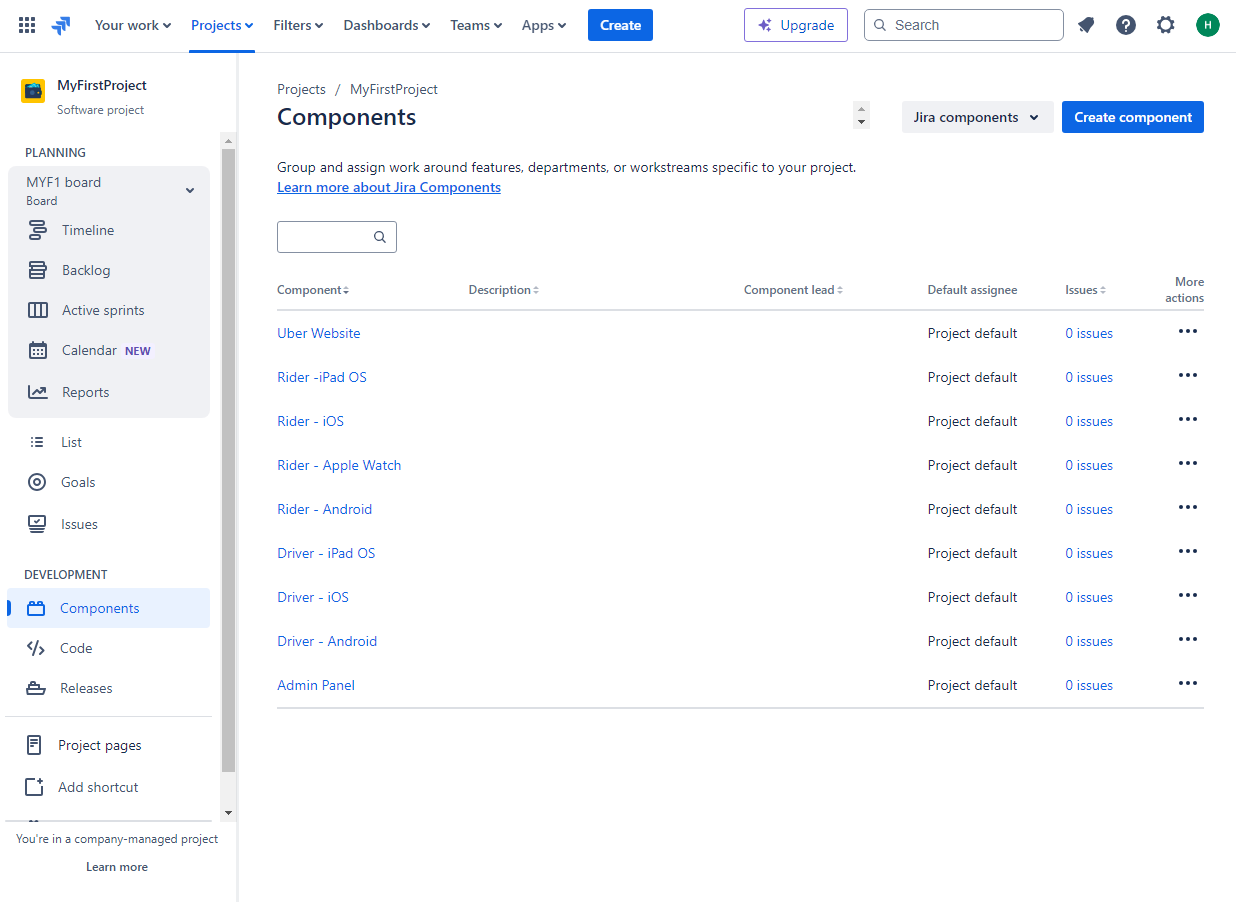 Your work Projects Filters Dashboards Teams Apps Create Upgrade Search H
MyFirstProject
Software project
PLANNING
MYF1 board
Board
Timeline
Backlog
Active sprints
Calendar NEW
Reports
List
Goals
Issues
DEVELOPMENT
Components
Code
Releases
Project pages
Add shortcut
You're in a company-managed project
Learn more
Projects / MyFirstProject
Components
Jira components Create component
Group and assign work around features, departments, or workstreams specific to your project.
Learn more about Jira Components
Component Description Component lead Default assignee Issues More actions
Uber Website Project default 0 issues
Rider -iPad OS Project default 0 issues
Rider - iOS Project default 0 issues
Rider - Apple Watch Project default 0 issues
Rider - Android Project default 0 issues
Driver - iPad OS Project default 0 issues
Driver - iOS Project default 0 issues
Driver - Android Project default 0 issues
Admin Panel Project default 0 issues